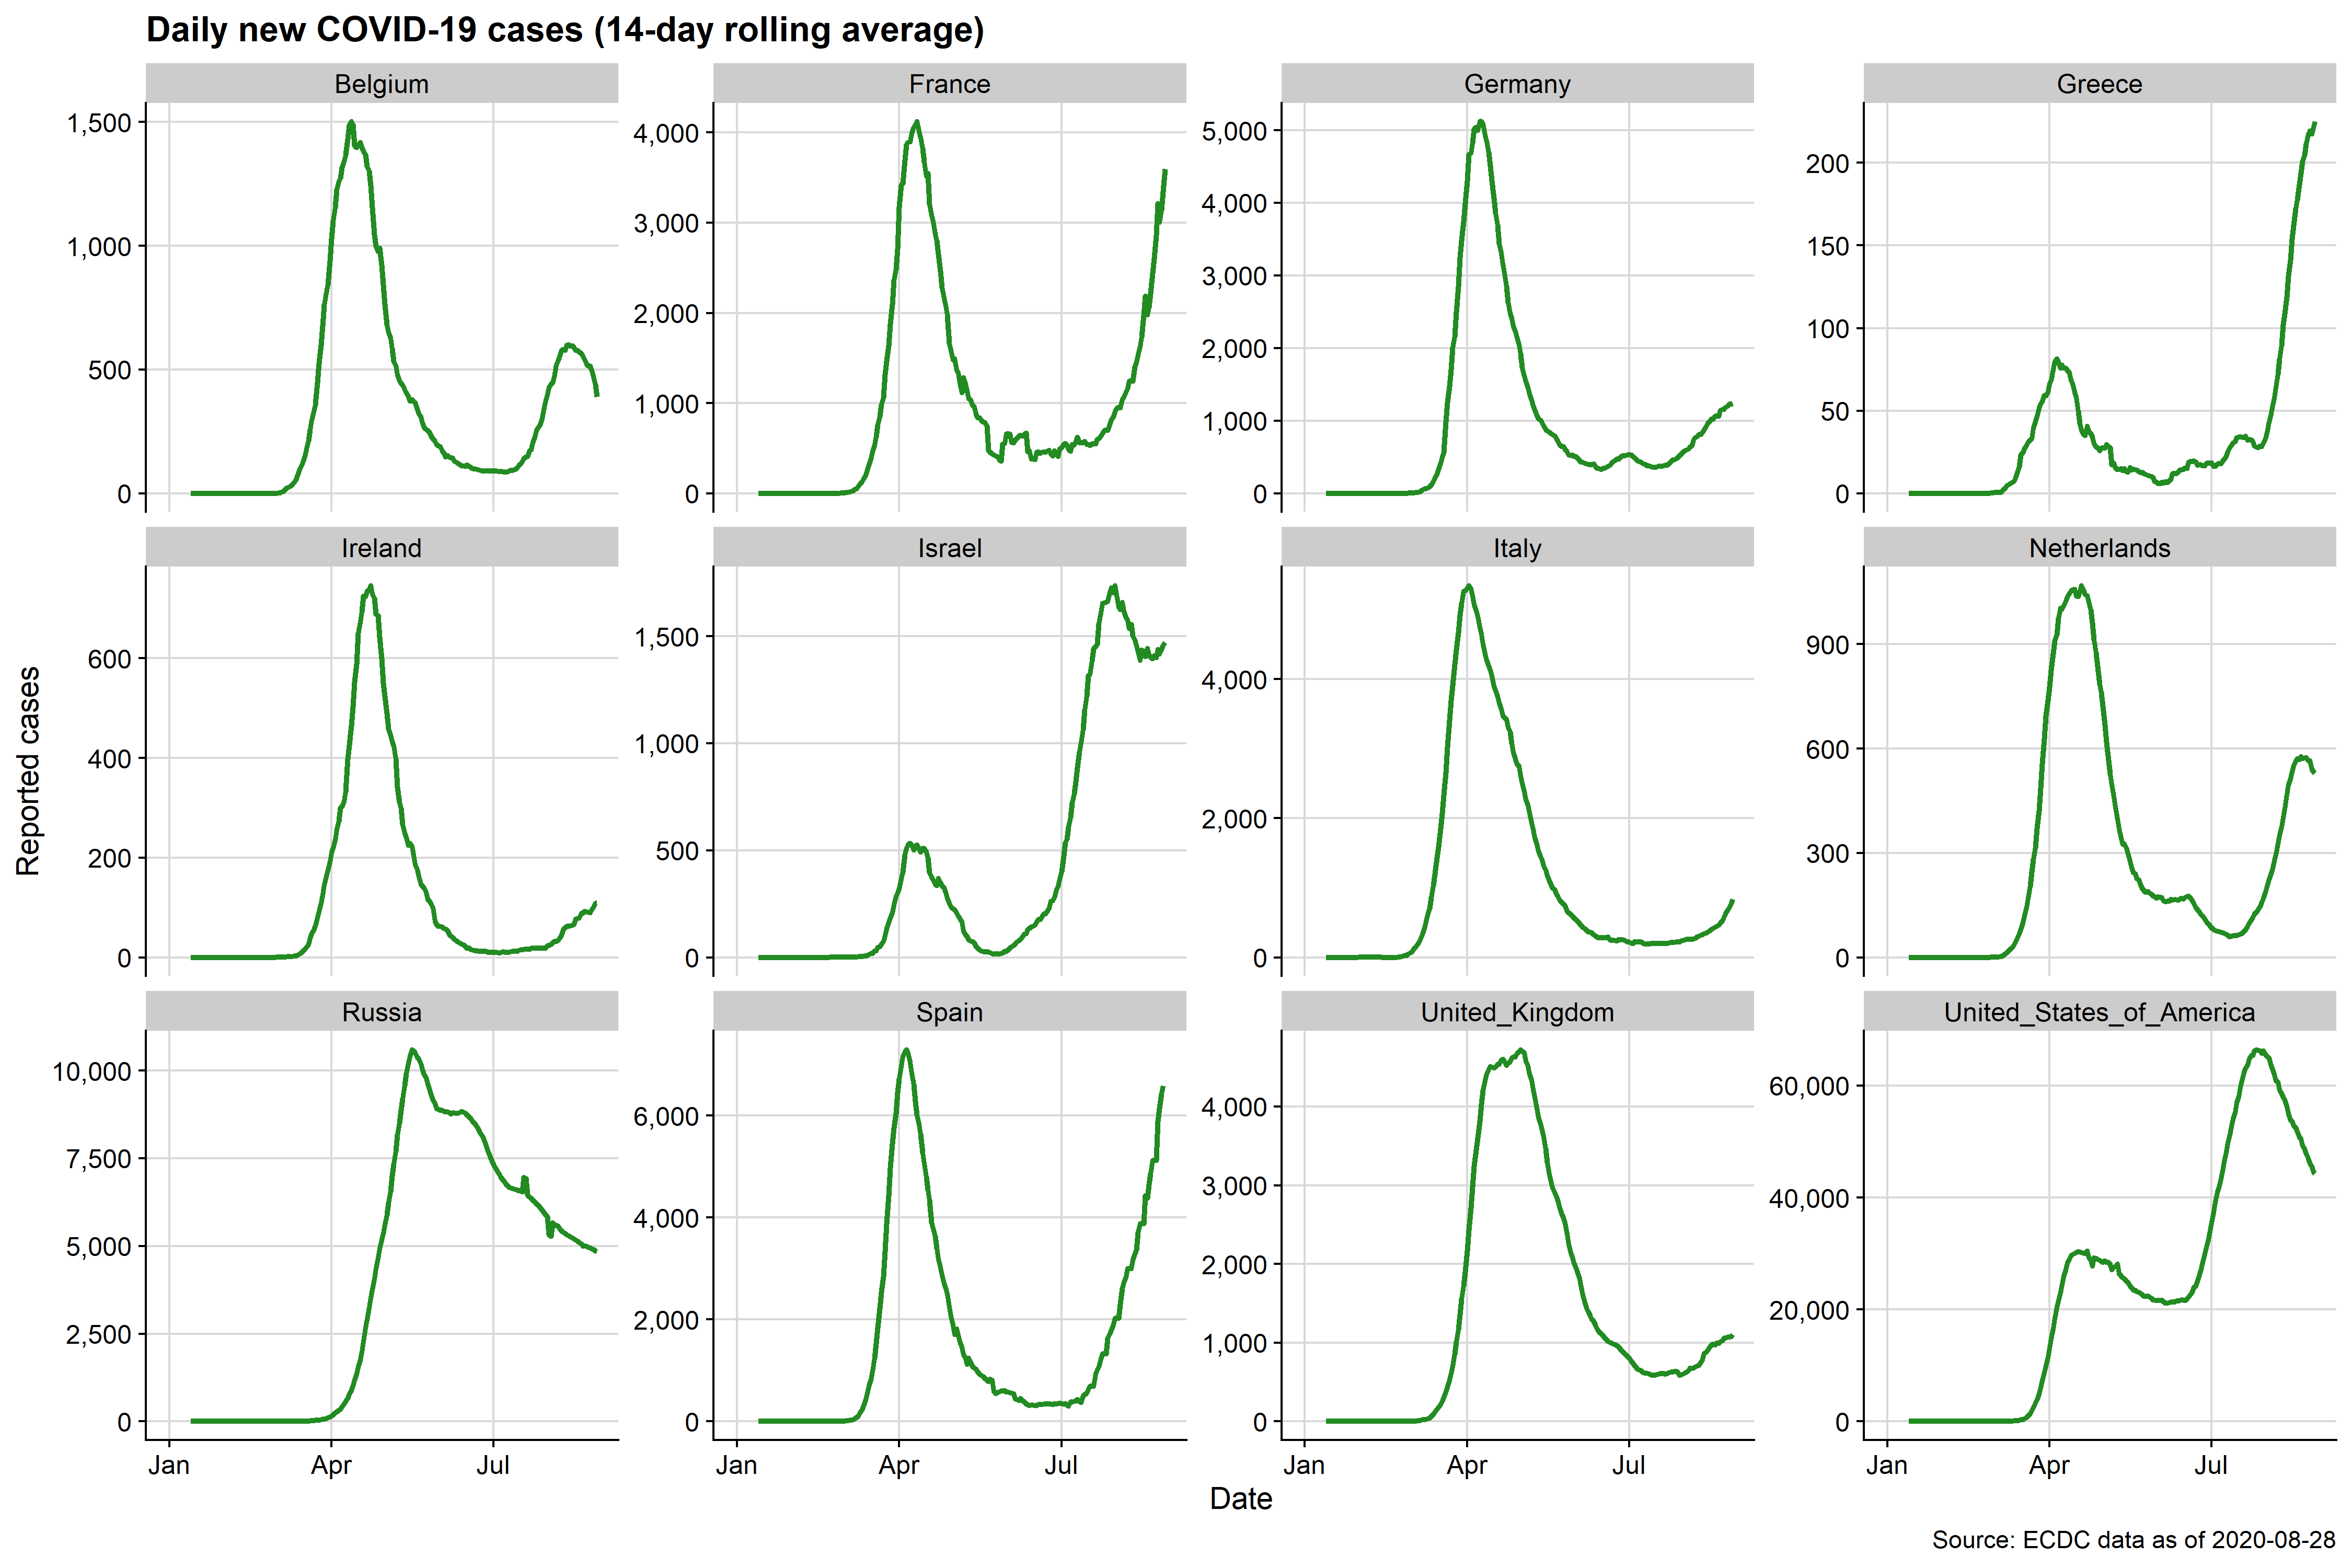 Daily new COVID-19 cases (14-day rolling average)
Belgium
France
Germany
Greece
1,500
1,000
500
0
4,000
3,000
2,000
1,000
0
5,000
4,000
3,000
2,000
1,000
0
200
150
100
50
0
Ireland
Israel
Italy
Netherlands
600
400
200
0
1,500
1,000
500
0
4,000
2,000
0
900
600
300
0
Russia
Spain
United_Kingdom
United_States_of_America
10,000
7,500
5,000
2,500
0
6,000
4,000
2,000
0
4,000
3,000
2,000
1,000
0
60,000
40,000
20,000
0
Jan Apr Jul
Jan Apr Jul
Jan Apr Jul
Jan Apr Jul
Reported cases
Date
Source: ECDC data as of 2020-08-28